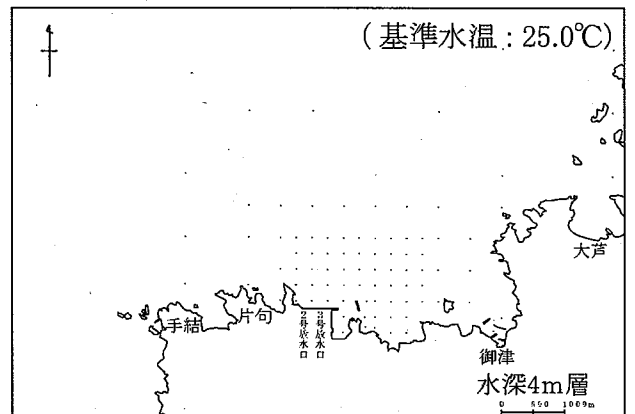 (基準水温:25.0℃)
大芦
片句
手結
2号放水口
3号放水口
御津
水深4m層
0 500 1000m